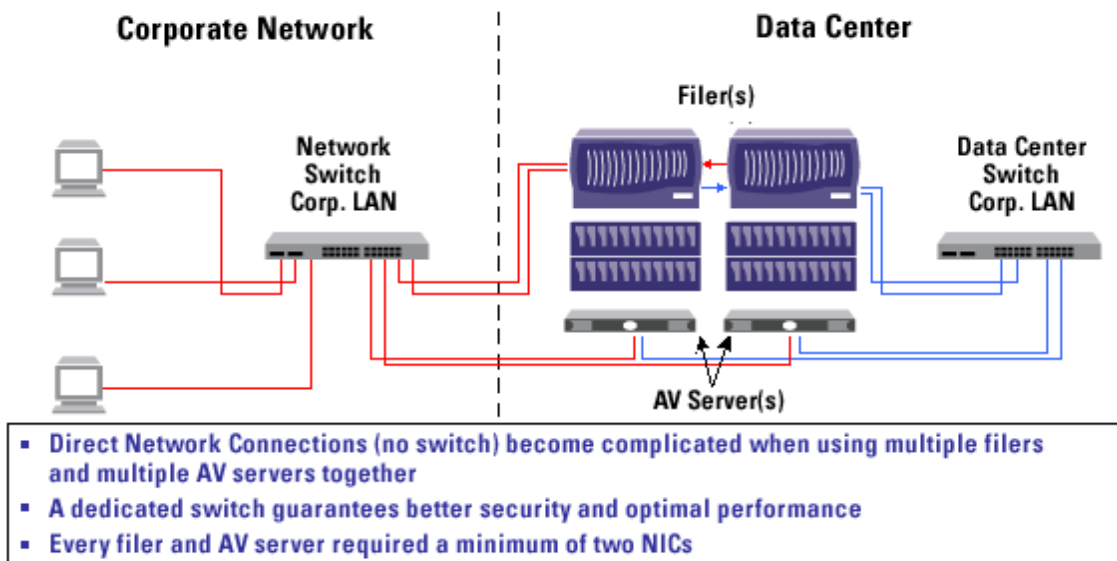 Corporate Network
Data Center
Filer(s)
Network
Switch
Corp. LAN
Data Center
Switch
Corp. LAN
AV Server(s)
▪ Direct Network Connections (no switch) become complicated when using multiple filers
and multiple AV servers together
▪ A dedicated switch guarantees better security and optimal performance
▪ Every filer and AV server required a minimum of two NICs